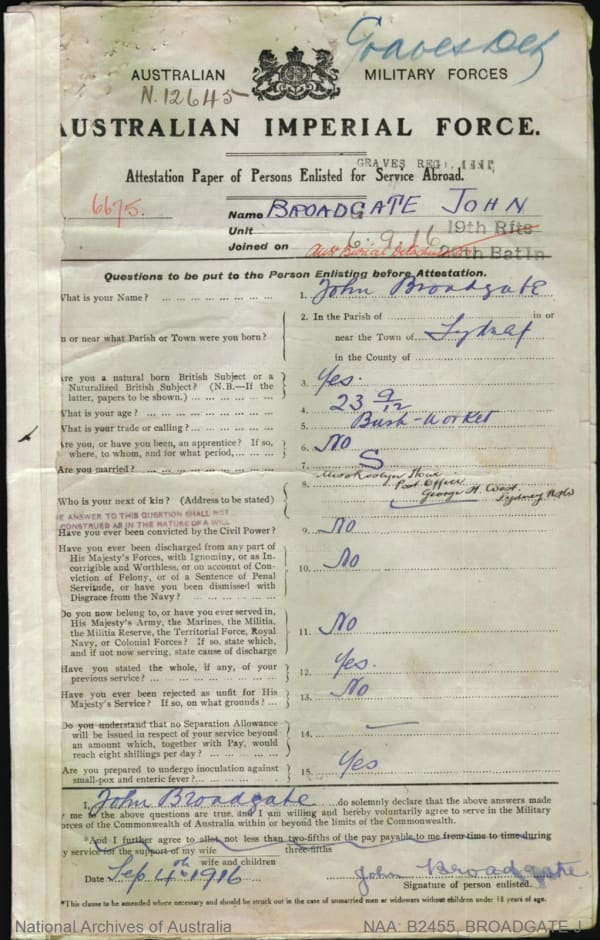 Graves Det
AUSTRALIAN MILITARY FORCES
N.12645
AUSTRALIAN IMPERIAL FORCE.
GRAVES REG.
Attestation Paper of Persons Enlisted for Service Abroad.
6675.
Name BROADGATE JOHN
Unit 19th Rfts
Joined on 6.9.16 20th Batln
Questions to be put to the Person Enlisting before Attestation.
What is your Name? 1. John Broadgate
In or near what Parish or Town were you born? 2. In the Parish of in or
near the Town of Sydney
in the County of
Are you a natural born British Subject or a
Naturalized British Subject? (N.B.—If the
latter, papers to be shown.) 3. Yes.
What is your age? 4. 23 9/12
What is your trade or calling? 5. Bush-worker
Are you, or have you been, an apprentice? If so,
where, to whom, and for what period, 6. No
Are you married? 7. S
Who is your next of kin? (Address to be stated) 8.
Post Office
George St. West.
Sydney NSW
THE ANSWER TO THIS QUESTION SHALL NOT
CONSTRUED AS IN THE NATURE OF A WILL
Have you ever been convicted by the Civil Power? 9. No
Have you ever been discharged from any part of
His Majesty's Forces, with Ignominy, or as In-
corrigible and Worthless, or on account of Con-
viction of Felony, or of a Sentence of Penal
Servitude, or have you been dismissed with
Disgrace from the Navy? 10. No
Do you now belong to, or have you ever served in,
His Majesty's Army, the Marines, the Militia,
the Militia Reserve, the Territorial Force, Royal
Navy, or Colonial Forces? If so, state which,
and if not now serving, state cause of discharge 11. No
Have you stated the whole, if any, of your
previous service? 12. Yes.
Have you ever been rejected as unfit for His
Majesty's Service? If so, on what grounds? 13. No
Do you understand that no Separation Allowance
will be issued in respect of your service beyond
an amount which, together with Pay, would
reach eight shillings per day? 14. —
Are you prepared to undergo inoculation against
small-pox and enteric fever? 15. Yes
I, John Broadgate do solemnly declare that the above answers made
by me to the above questions are true, and I am willing and hereby voluntarily agree to serve in the Military
Forces of the Commonwealth of Australia within or beyond the limits of the Commonwealth.
*And I further agree to allot not less than two-fifths of the pay payable to me from time to time during
three-fifths
my service for the support of my wife
wife and children
Date Sep 4th 1916 John Broadgate
Signature of person enlisted.
*This clause to be amended where necessary and should be struck out in the case of unmarried men or widowers without children under 18 years of age.
National Archives of Australia NAA: B2455, BROADGATE J